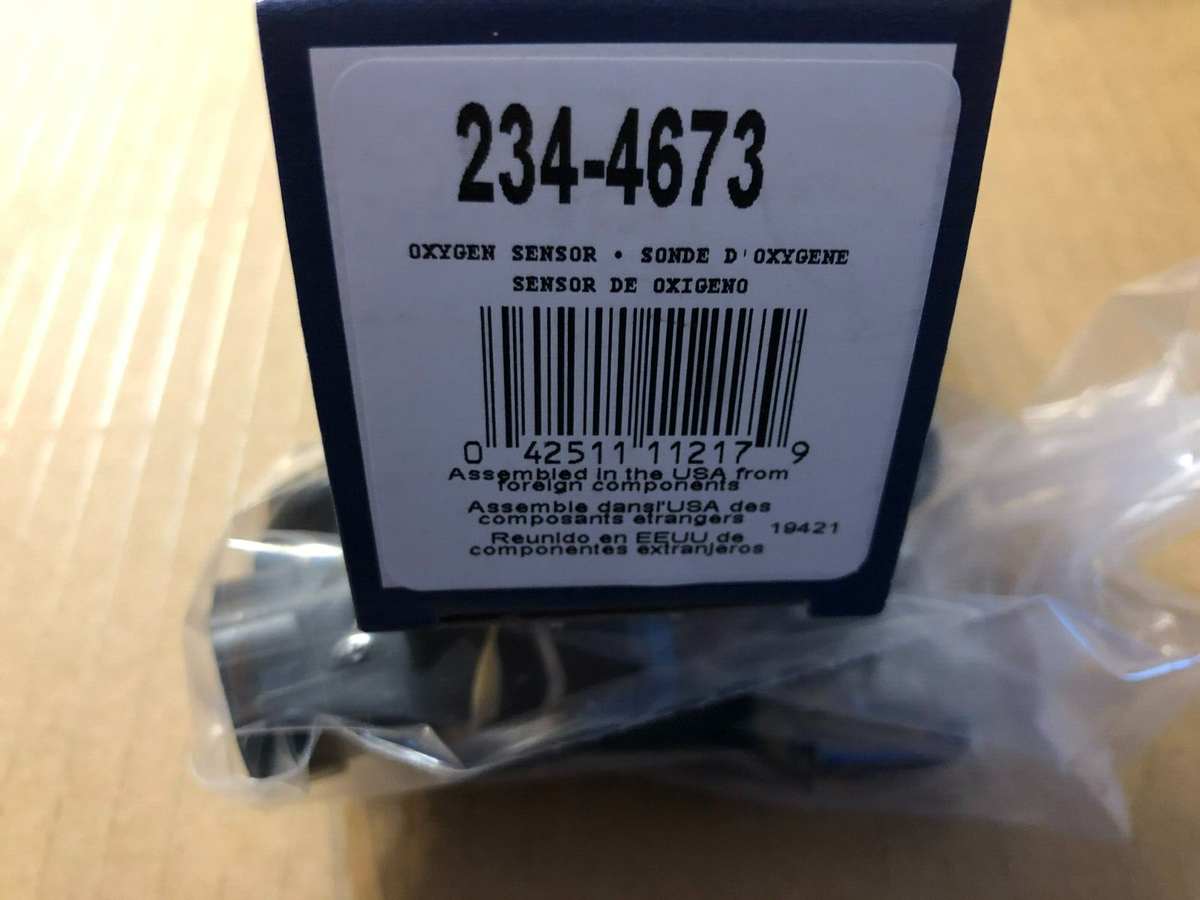 234-4673
OXYGEN SENSOR • SONDE D'OXYGENE
SENSOR DE OXIGENO
0 42511 11217 9
Assembled in the USA from
foreign components
Assemble dansl'USA des
composants etrangers
19421
Reunido en EEUU de
componentes extranjeros